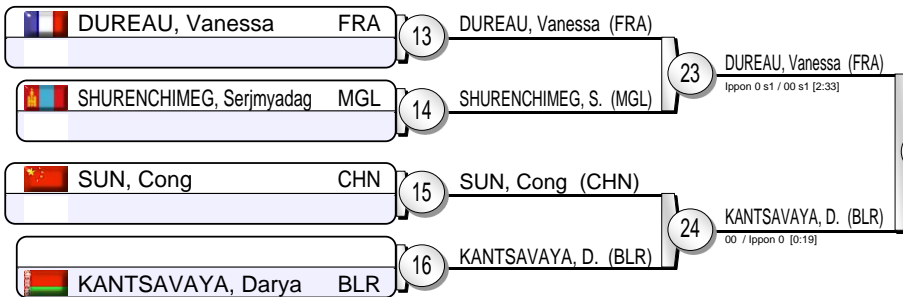 DUREAU, Vanessa FRA
13
DUREAU, Vanessa (FRA)
23
DUREAU, Vanessa (FRA)
Ippon 0 s1 / 00 s1 [2:33]
SHURENCHIMEG, Serjmyadag MGL
14
SHURENCHIMEG, S. (MGL)
SUN, Cong CHN
15
SUN, Cong (CHN)
24
KANTSAVAYA, D. (BLR)
00 / Ippon 0 [0:19]
KANTSAVAYA, Darya BLR
16
KANTSAVAYA, D. (BLR)